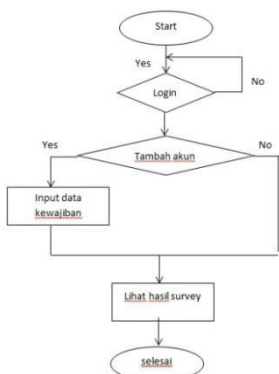 Start
Yes
Login
No
Yes
No
Tambah akun
Input data
kewajiban
Lihat hasil survey
selesai